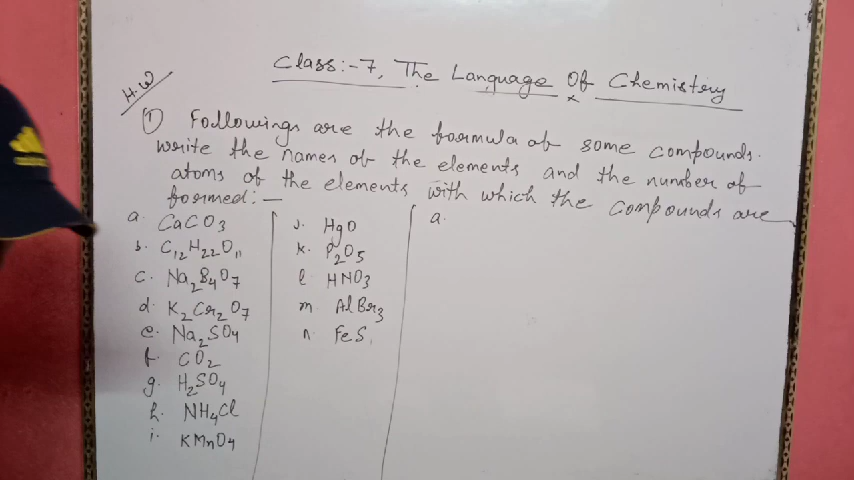 Class:-7, The Language Of Chemistry
H.W
① Followings are the formula of some compounds.
write the names of the elements and the number of
atoms of the elements with which the compounds are
formed:-
a. CaCO₃
b. C₁₂H₂₂O₁₁
c. Na₂B₄O₇
d. K₂Cr₂O₇
e. Na₂SO₄
f. CO₂
g. H₂SO₄
h. NH₄Cl
i. KMnO₄
J. HgO
K. P₂O₅
l HNO₃
m AlBr₃
n. FeS
a.